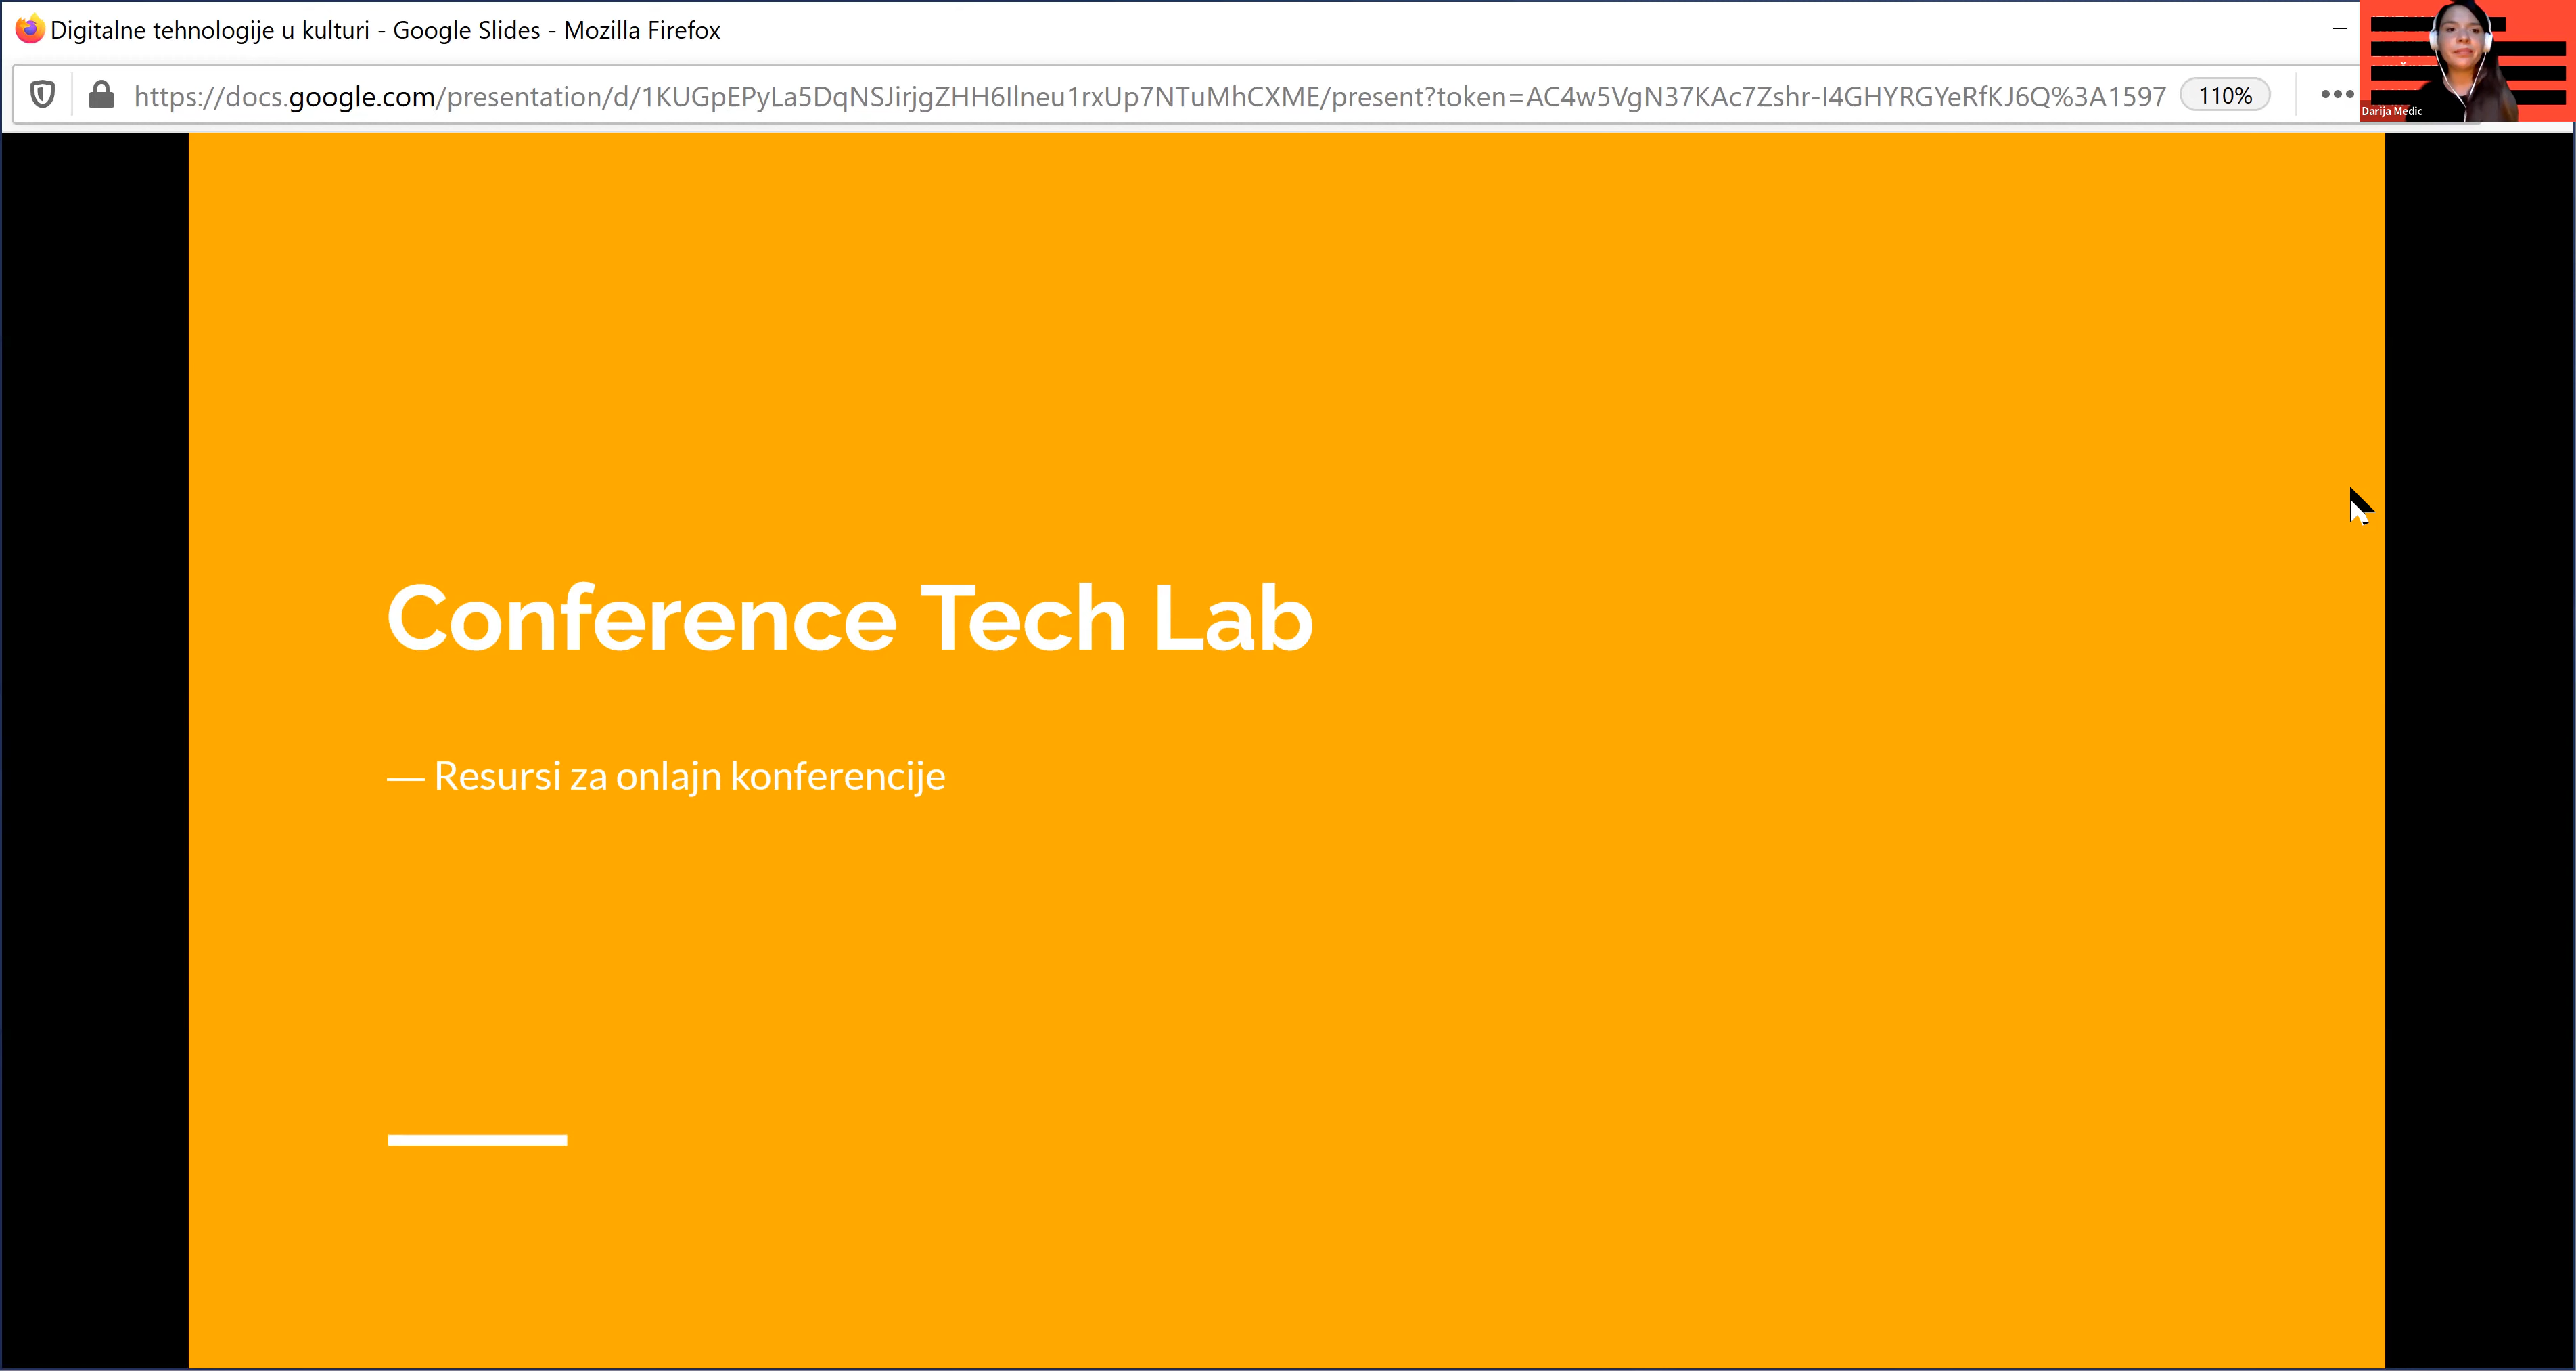 Digitalne tehnologije u kulturi - Google Slides - Mozilla Firefox
https://docs.google.com/presentation/d/1KUGpEPyLa5DqNSJirjgZHH6Ilneu1rxUp7NTuMhCXME/present?token=AC4w5VgN37KAc7Zshr-I4GHYRGYeRfKJ6Q%3A1597
110%
Darija Medic
Conference Tech Lab
— Resursi za onlajn konferencije